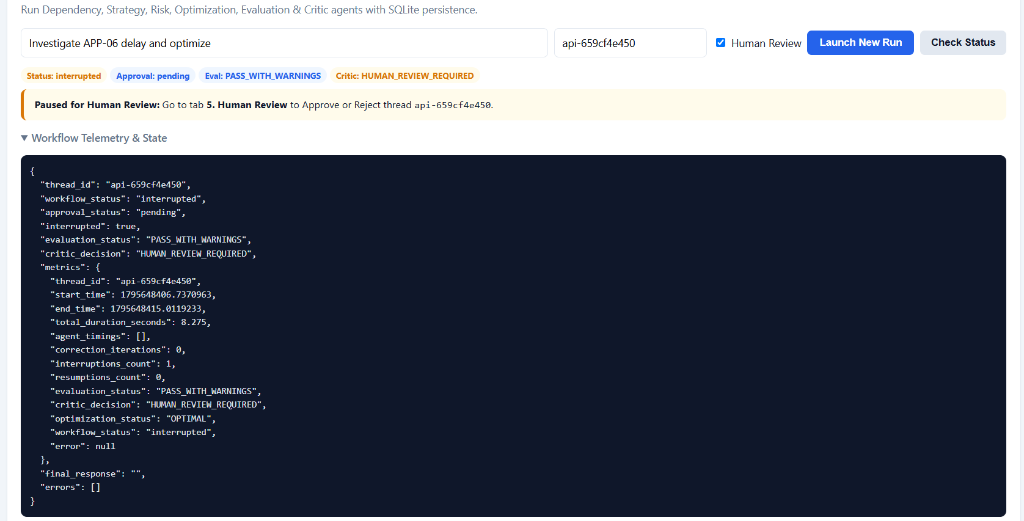 Run Dependency, Strategy, Risk, Optimization, Evaluation & Critic agents with SQLite persistence.
Investigate APP-06 delay and optimize
api-659cf4e450
Human Review
Launch New Run
Check Status
Status: interrupted
Approval: pending
Eval: PASS_WITH_WARNINGS
Critic: HUMAN_REVIEW_REQUIRED
Paused for Human Review: Go to tab 5. Human Review to Approve or Reject thread api-659cf4e450.
▼ Workflow Telemetry & State
{
"thread_id": "api-659cf4e450",
"workflow_status": "interrupted",
"approval_status": "pending",
"interrupted": true,
"evaluation_status": "PASS_WITH_WARNINGS",
"critic_decision": "HUMAN_REVIEW_REQUIRED",
"metrics": {
"thread_id": "api-659cf4e450",
"start_time": 1795648406.7370963,
"end_time": 1795648415.0119233,
"total_duration_seconds": 8.275,
"agent_timings": [],
"correction_iterations": 0,
"interruptions_count": 1,
"resumptions_count": 0,
"evaluation_status": "PASS_WITH_WARNINGS",
"critic_decision": "HUMAN_REVIEW_REQUIRED",
"optimization_status": "OPTIMAL",
"workflow_status": "interrupted",
"error": null
},
"final_response": "",
"errors": []
}